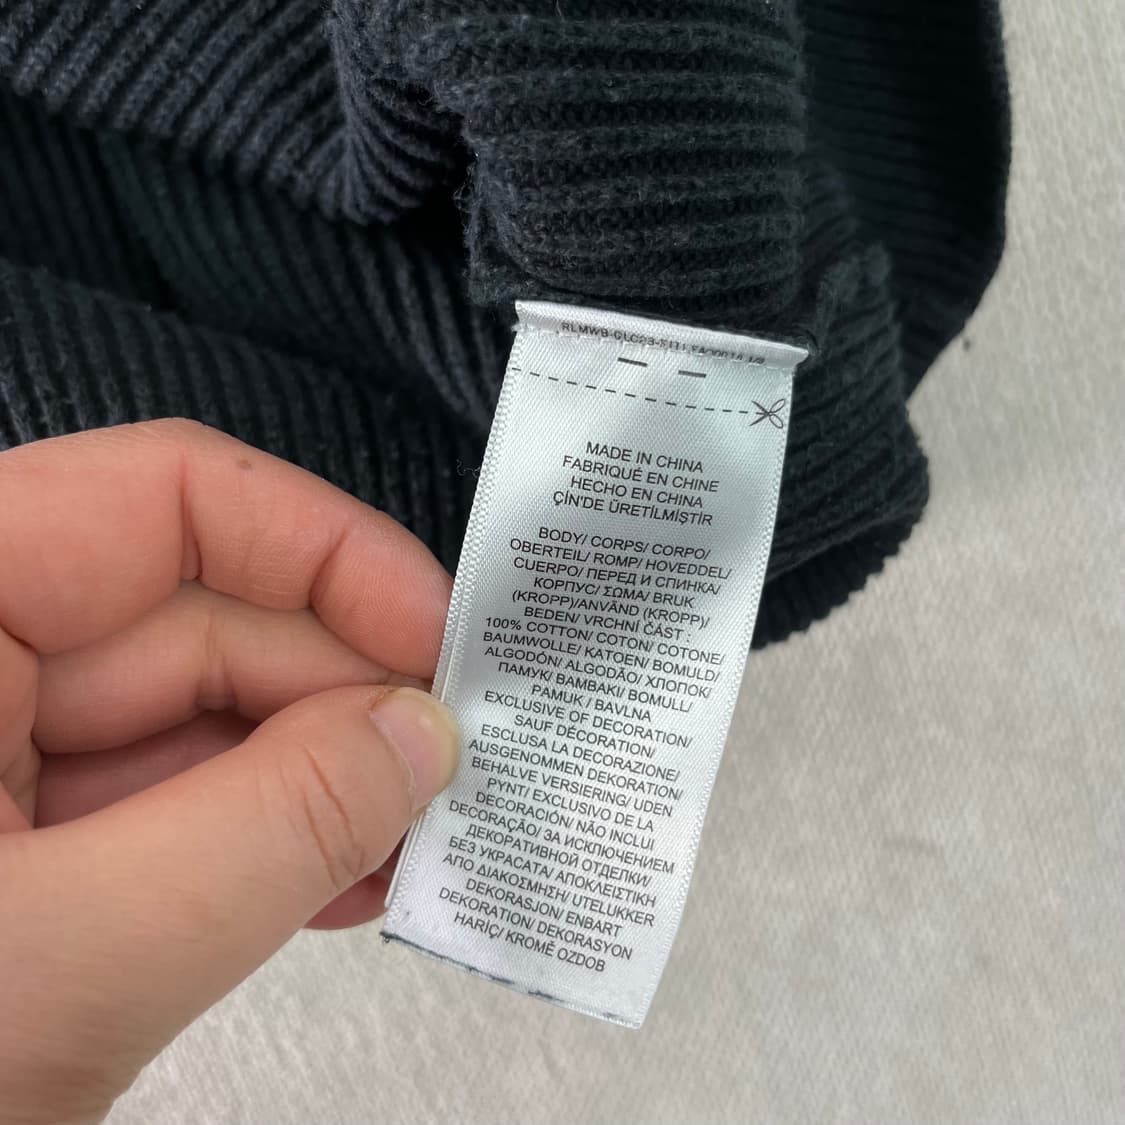 MADE IN CHINA
FABRIQUÉ EN CHINE
HECHO EN CHINA
ÇİN'DE ÜRETİLMİŞTİR
BODY/ CORPS/ CORPO/
OBERTEIL/ ROMP/ HOVEDDEL/
CUERPO/ ПЕРЕД И СПИНКА/
КОРПУС/ ΣΩΜΑ/ BRUK
(KROPP)/ANVÄND (KROPP)/
BEDEN/ VRCHNÍ ČÁST :
100% COTTON/ COTON/ COTONE/
BAUMWOLLE/ KATOEN/ BOMULD/
ALGODÓN/ ALGODÃO/ ХЛОПОК/
ПАМУК/ ΒΑΜΒΑΚΙ/ BOMULL/
PAMUK / BAVLNA
EXCLUSIVE OF DECORATION/
SAUF DÉCORATION/
ESCLUSA LA DECORAZIONE/
AUSGENOMMEN DEKORATION/
BEHALVE VERSIERING/ UDEN
PYNT/ EXCLUSIVO DE LA
DECORACIÓN/ NÃO INCLUI
DECORAÇÃO/ ЗА ИСКЛЮЧЕНИЕМ
ДЕКОРАТИВНОЙ ОТДЕЛКИ/
БЕЗ УКРАСАТА/ ΑΠΟΚΛΕΙΣΤΙΚΗ
ΑΠΟ ΔΙΑΚΟΣΜΗΣΗ/ UTELUKKER
DEKORASJON/ ENBART
DEKORATION/ DEKORASYON
HARİÇ/ KROMĚ OZDOB